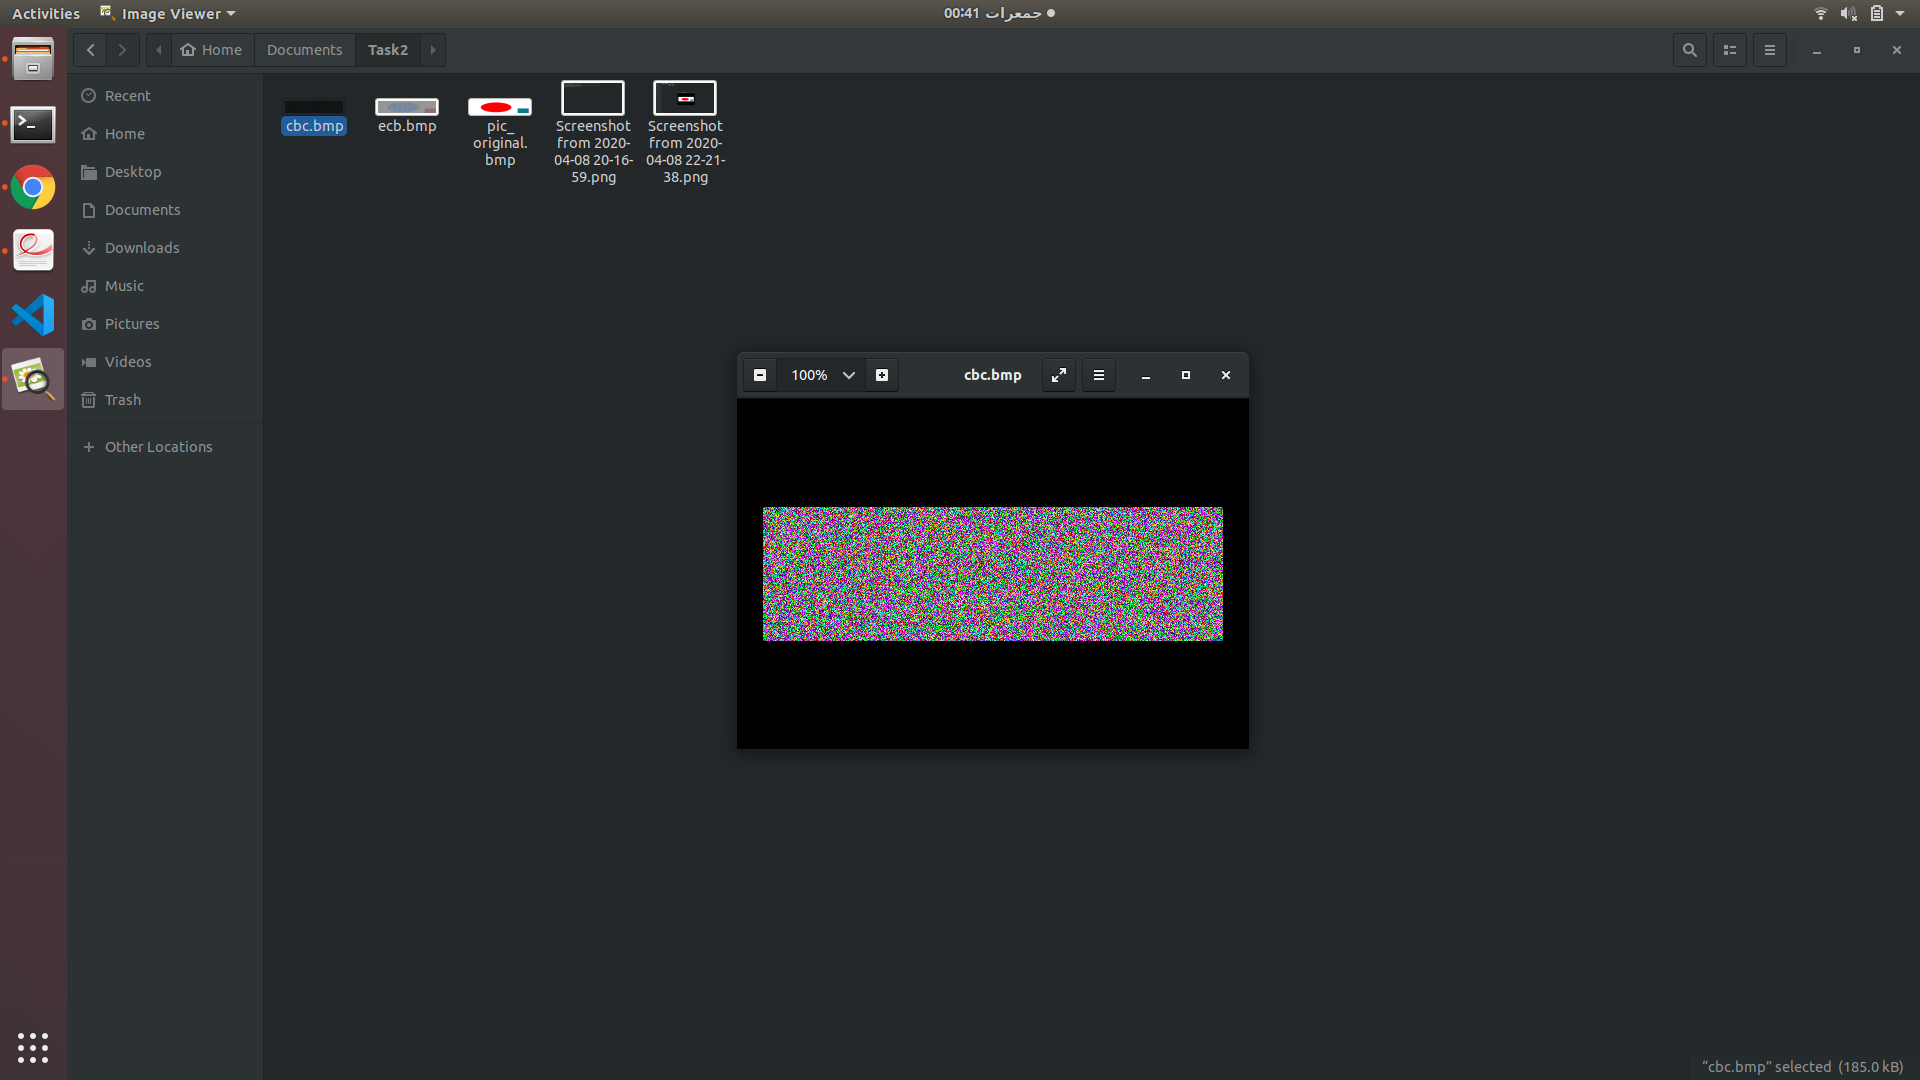 Activities
Image Viewer
جمعرات 00:41
Home
Documents
Task2
Recent
Home
Desktop
Documents
Downloads
Music
Pictures
Videos
Trash
Other Locations
cbc.bmp
ecb.bmp
pic_
original.
bmp
Screenshot
from 2020-
04-08 20-16-
59.png
Screenshot
from 2020-
04-08 22-21-
38.png
100%
cbc.bmp
“cbc.bmp” selected (185.0 kB)